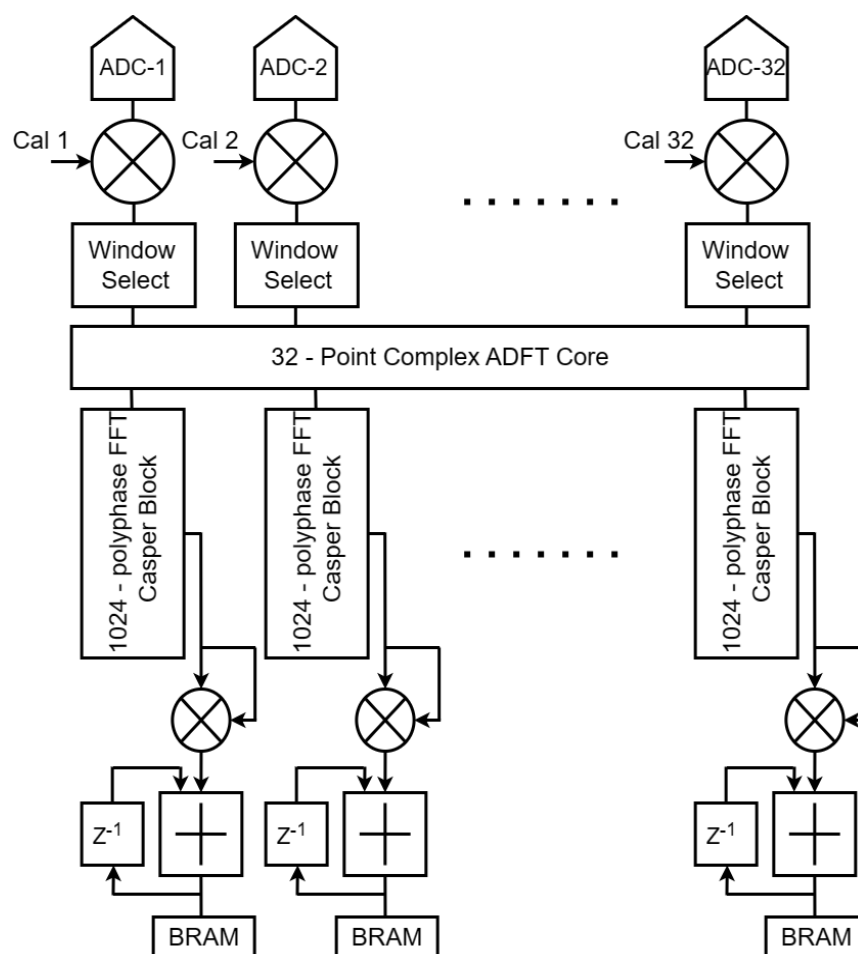 ADC-1
ADC-2
ADC-32
Cal 1
Cal 2
Cal 32
Window
Select
Window
Select
Window
Select
32 - Point Complex ADFT Core
1024 - polyphase FFT
Casper Block
1024 - polyphase FFT
Casper Block
1024 - polyphase FFT
Casper Block
Z-1
Z-1
Z-1
BRAM
BRAM
BRAM